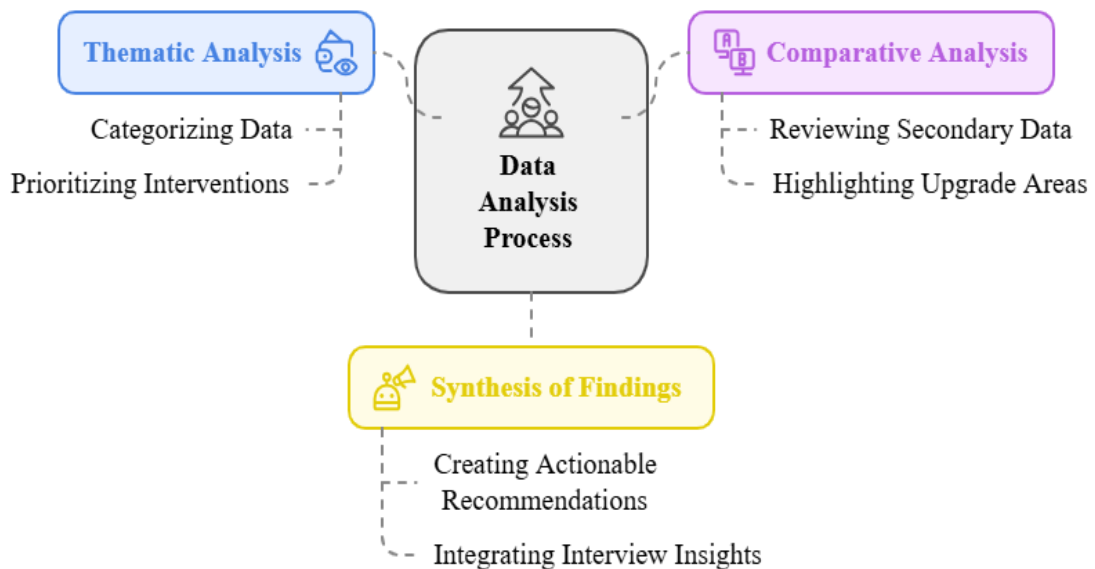 Thematic Analysis
Categorizing Data
Prioritizing Interventions
Data
Analysis
Process
A
B
Comparative Analysis
Reviewing Secondary Data
Highlighting Upgrade Areas
Synthesis of Findings
Creating Actionable
Recommendations
Integrating Interview Insights